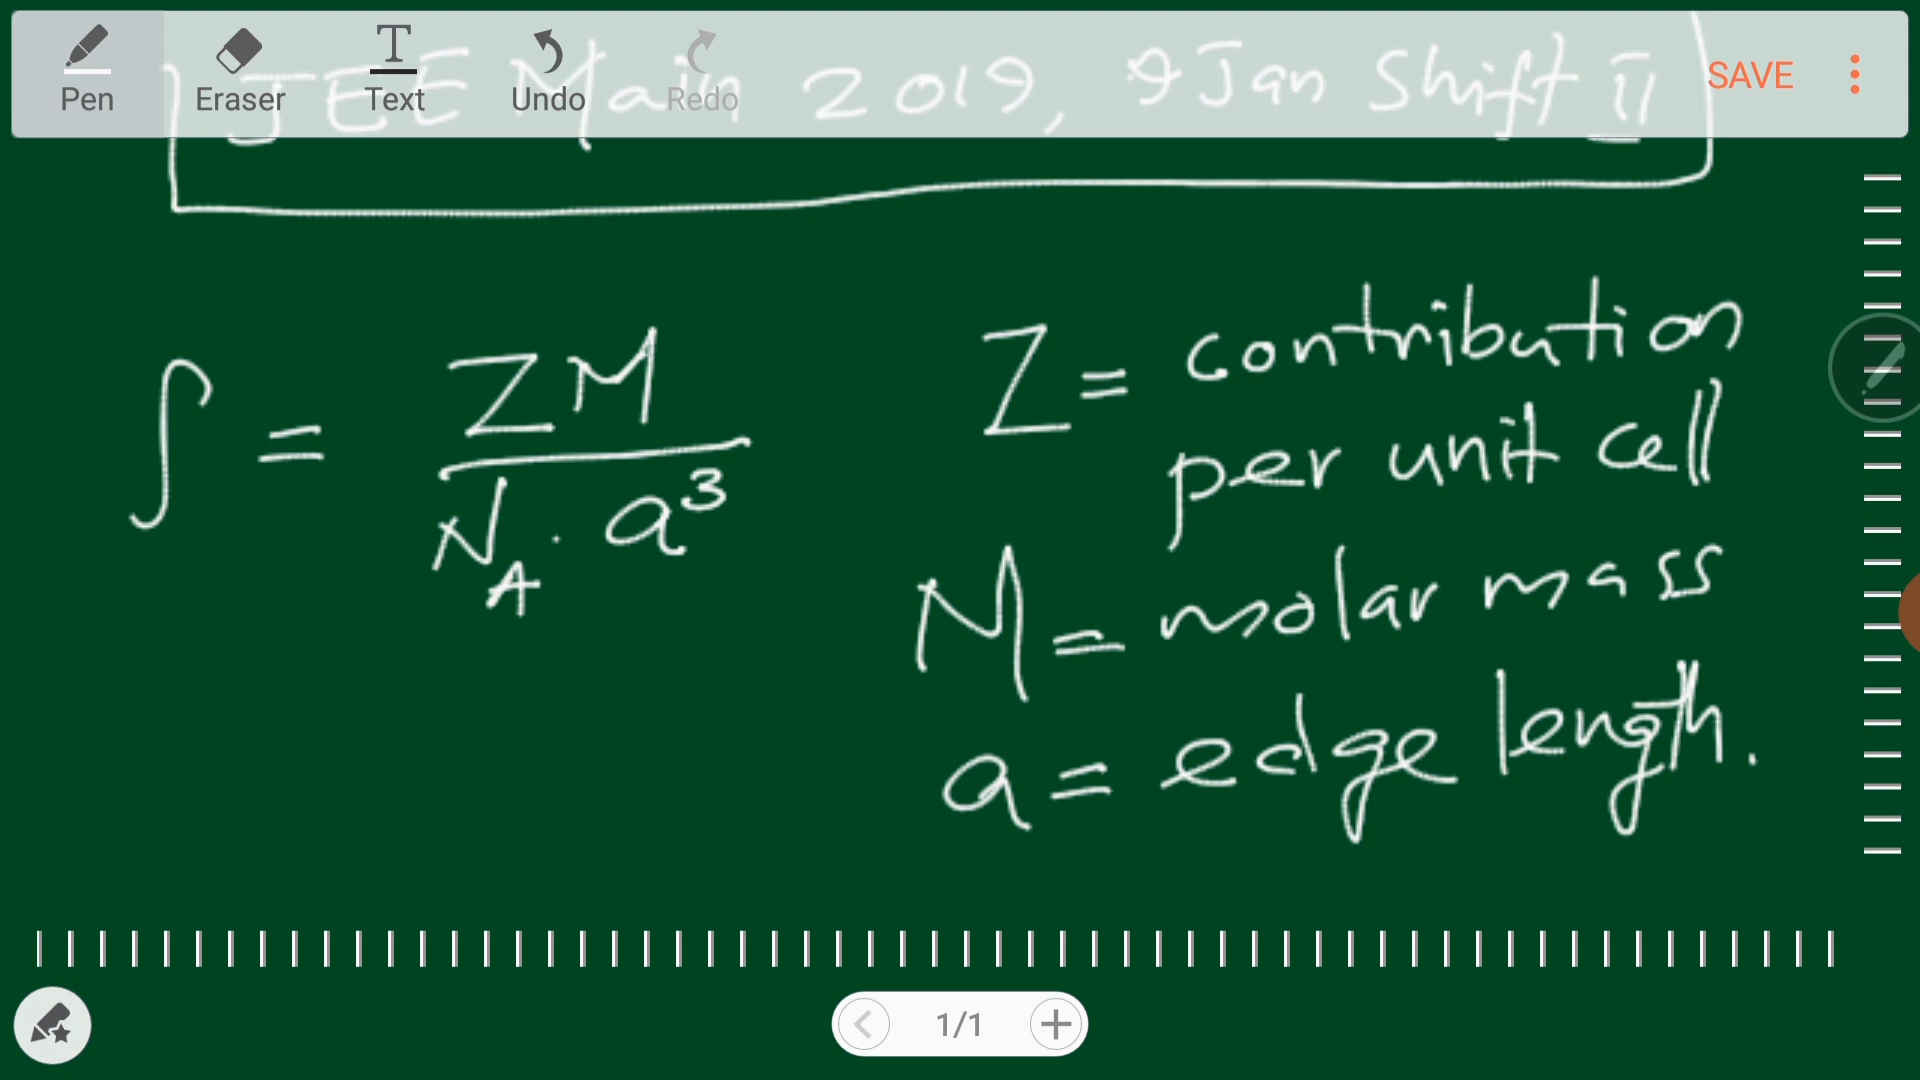 Pen Eraser Text Undo Redo SAVE
JEE Main 2019, 9 Jan Shift II
∫ = ZM / N_A · a³
Z = contribution
per unit cell
M = molar mass
a = edge length.
1/1